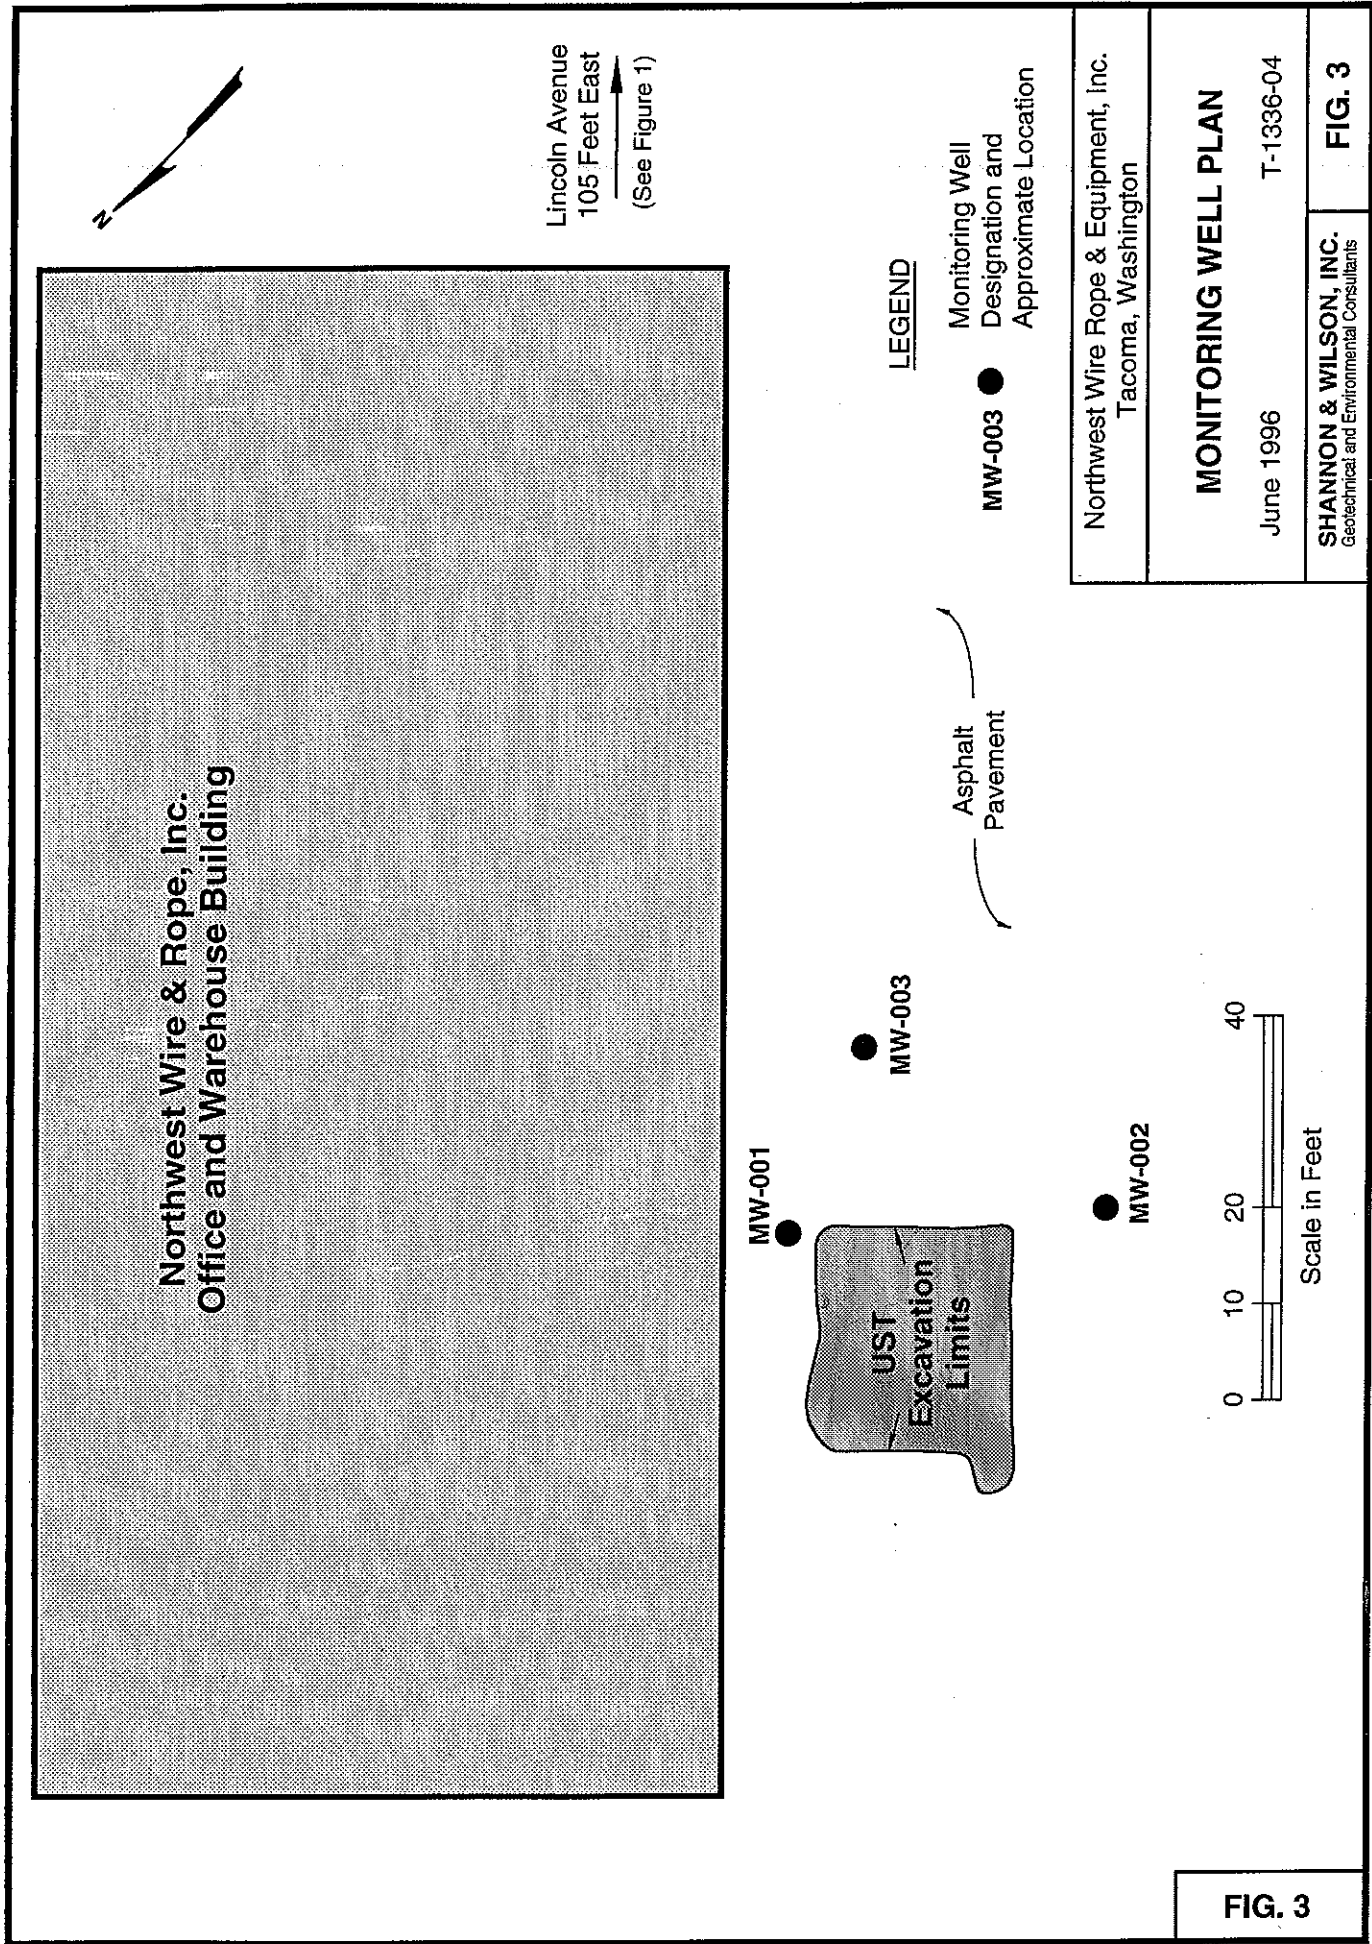 N
Lincoln Avenue
105 Feet East
(See Figure 1)
Northwest Wire & Rope, Inc.
Office and Warehouse Building
MW-001
MW-003
MW-002
UST
Excavation
Limits
Asphalt
Pavement
LEGEND
MW-003
Monitoring Well
Designation and
Approximate Location
0 10 20 40
Scale in Feet
Northwest Wire Rope & Equipment, Inc.
Tacoma, Washington
MONITORING WELL PLAN
June 1996 T-1336-04
SHANNON & WILSON, INC.
Geotechnical and Environmental Consultants
FIG. 3
FIG. 3